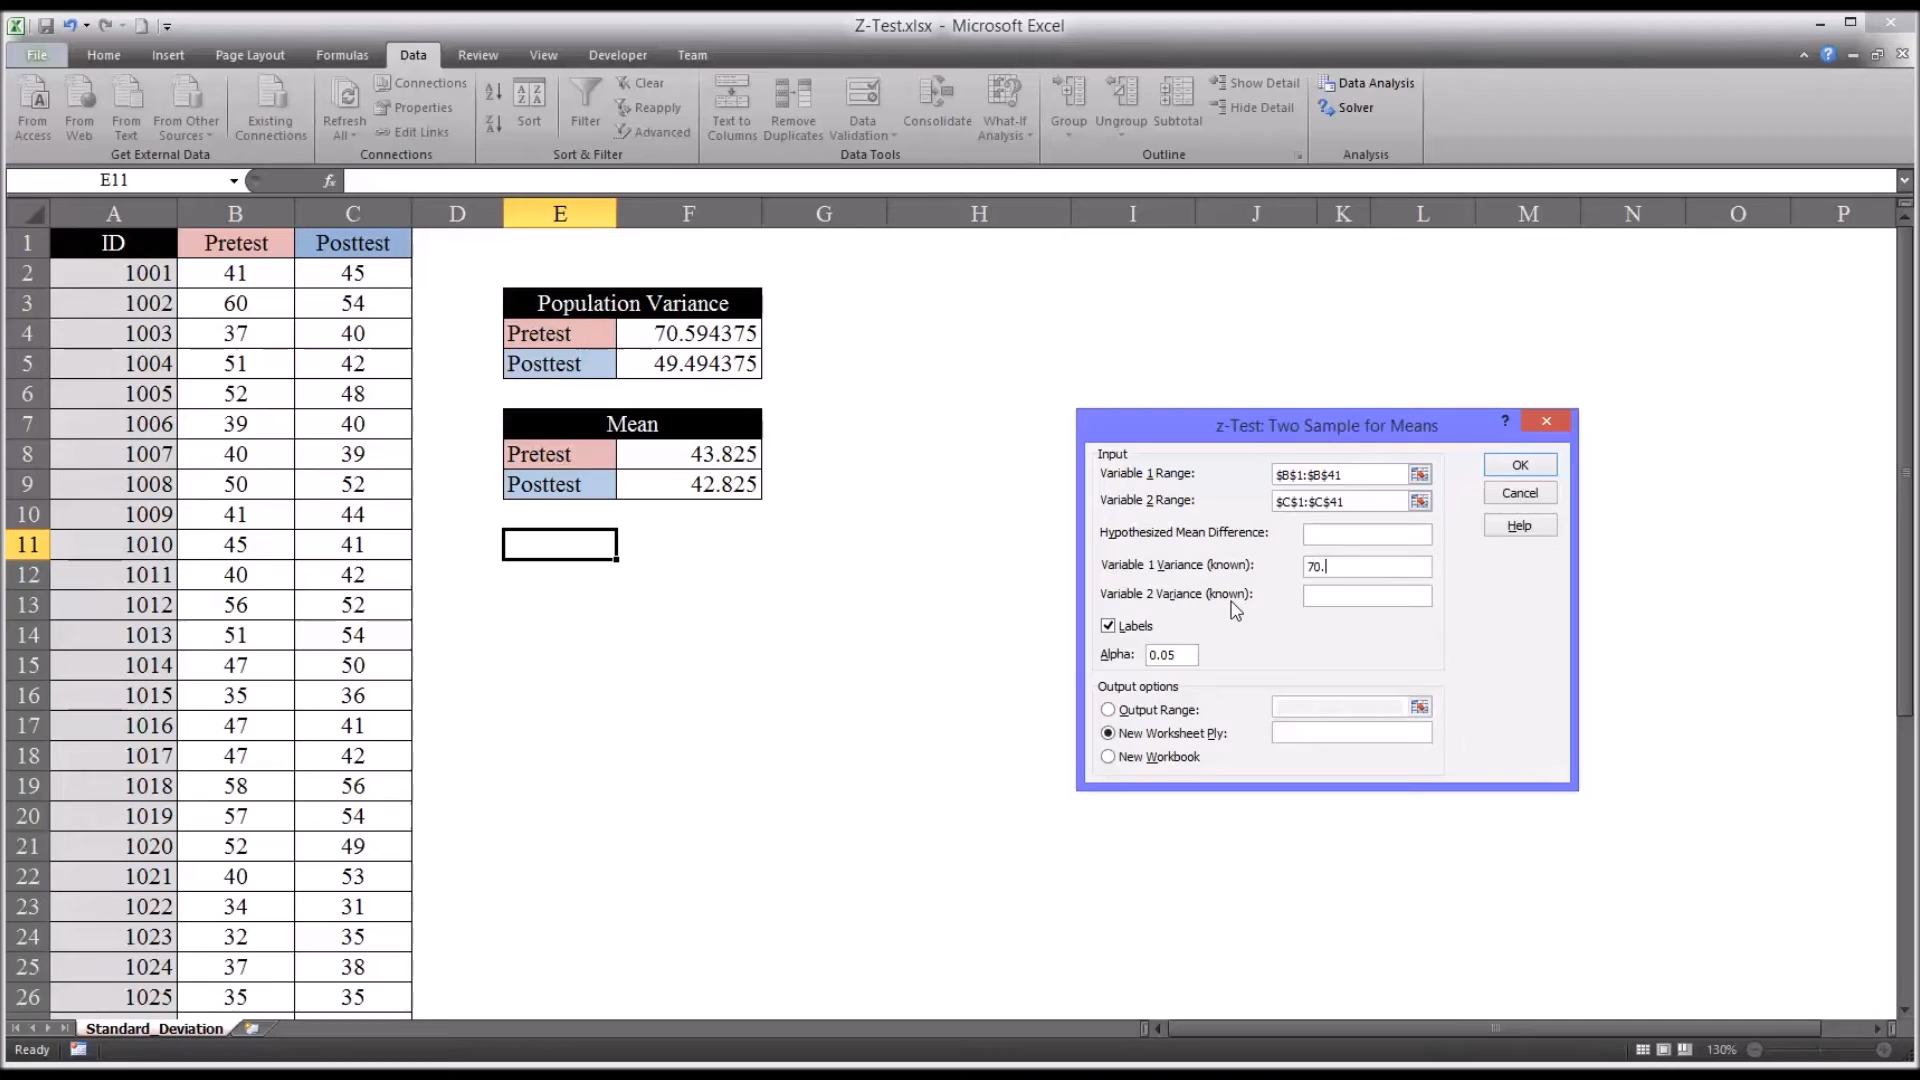 Z-Test.xlsx - Microsoft Excel
File Home Insert Page Layout Formulas Data Review View Developer Team
From Access
From Web
From Text
From Other Sources
Existing Connections
Get External Data
Refresh All
Connections
Properties
Edit Links
Connections
Sort
Filter
Clear
Reapply
Advanced
Sort & Filter
Text to Columns
Remove Duplicates
Data Validation
Consolidate
What-If Analysis
Data Tools
Group
Ungroup
Subtotal
Show Detail
Hide Detail
Outline
Data Analysis
Solver
Analysis
E11 fx
A B C D E F G H I J K L M N O P
1 ID Pretest Posttest
2 1001 41 45
3 1002 60 54
4 1003 37 40
5 1004 51 42
6 1005 52 48
7 1006 39 40
8 1007 40 39
9 1008 50 52
10 1009 41 44
11 1010 45 41
12 1011 40 42
13 1012 56 52
14 1013 51 54
15 1014 47 50
16 1015 35 36
17 1016 47 41
18 1017 47 42
19 1018 58 56
20 1019 57 54
21 1020 52 49
22 1021 40 53
23 1022 34 31
24 1023 32 35
25 1024 37 38
26 1025 35 35
Population Variance
Pretest 70.594375
Posttest 49.494375
Mean
Pretest 43.825
Posttest 42.825
z-Test: Two Sample for Means ?
Input
Variable 1 Range: $B$1:$B$41
Variable 2 Range: $C$1:$C$41
Hypothesized Mean Difference:
Variable 1 Variance (known): 70.
Variable 2 Variance (known):
Labels
Alpha: 0.05
Output options
Output Range:
New Worksheet Ply:
New Workbook
OK
Cancel
Help
Standard_Deviation
Ready 130%